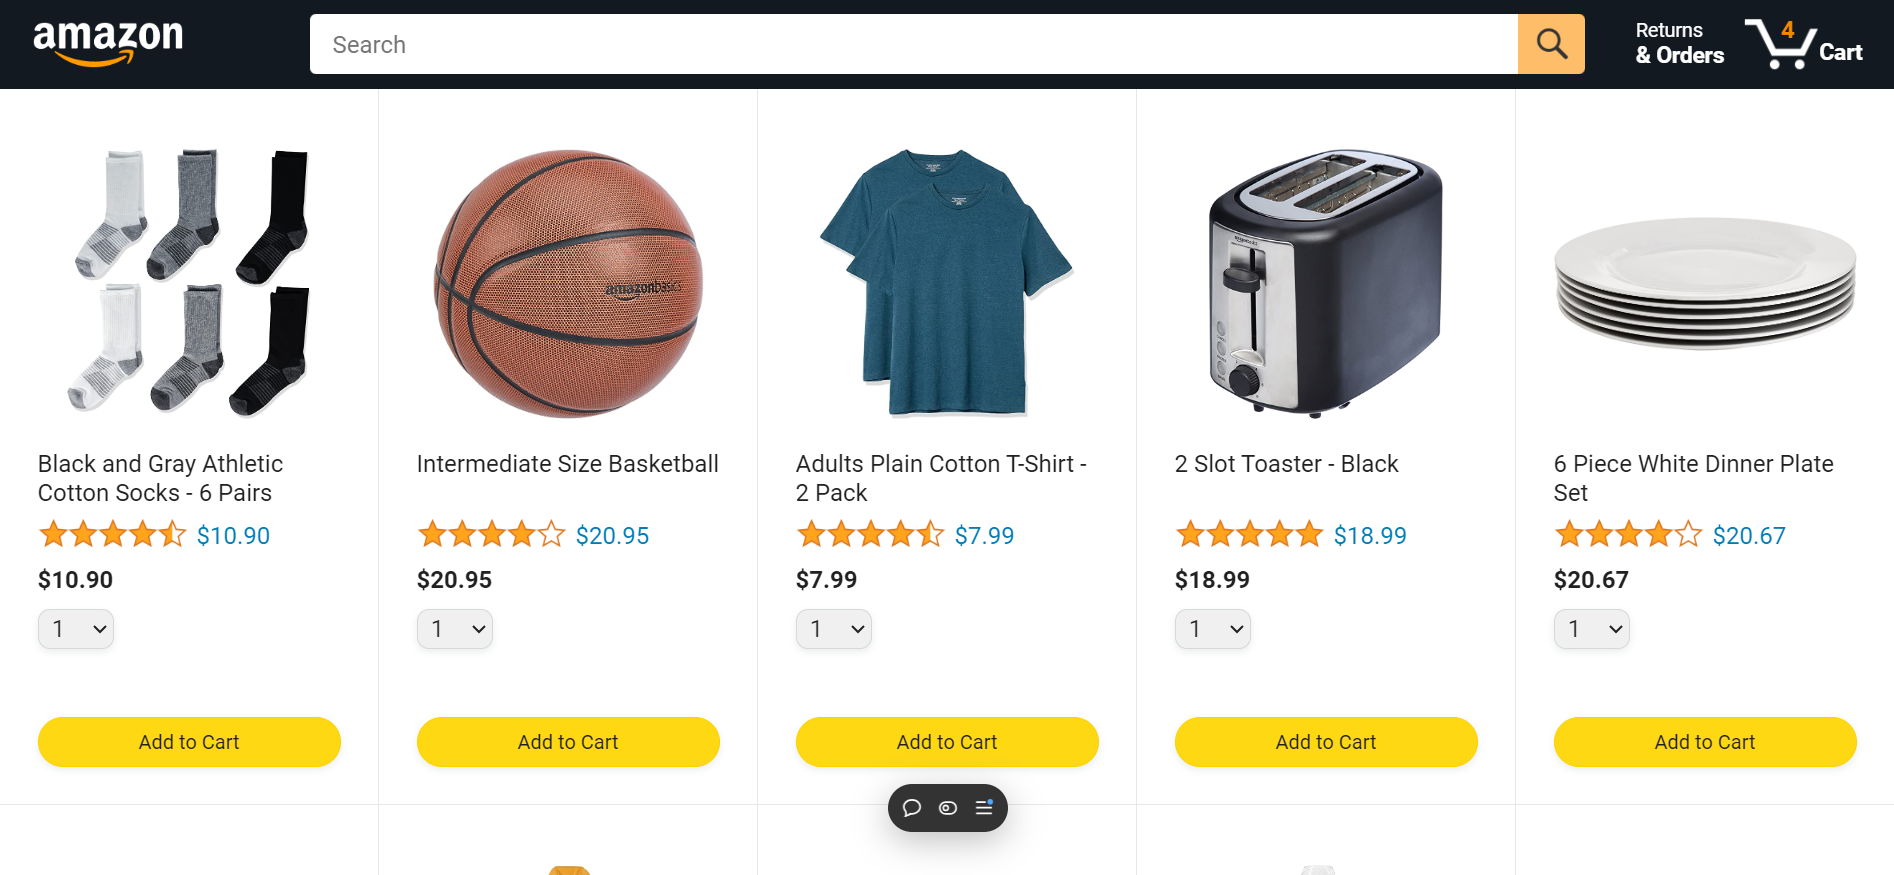 amazon
Search
Returns
& Orders
4
Cart
amazonbasics
Black and Gray Athletic
Cotton Socks - 6 Pairs
$10.90
$10.90
1
Add to Cart
Intermediate Size Basketball
$20.95
$20.95
1
Add to Cart
Adults Plain Cotton T-Shirt -
2 Pack
$7.99
$7.99
1
Add to Cart
2 Slot Toaster - Black
$18.99
$18.99
1
Add to Cart
6 Piece White Dinner Plate
Set
$20.67
$20.67
1
Add to Cart